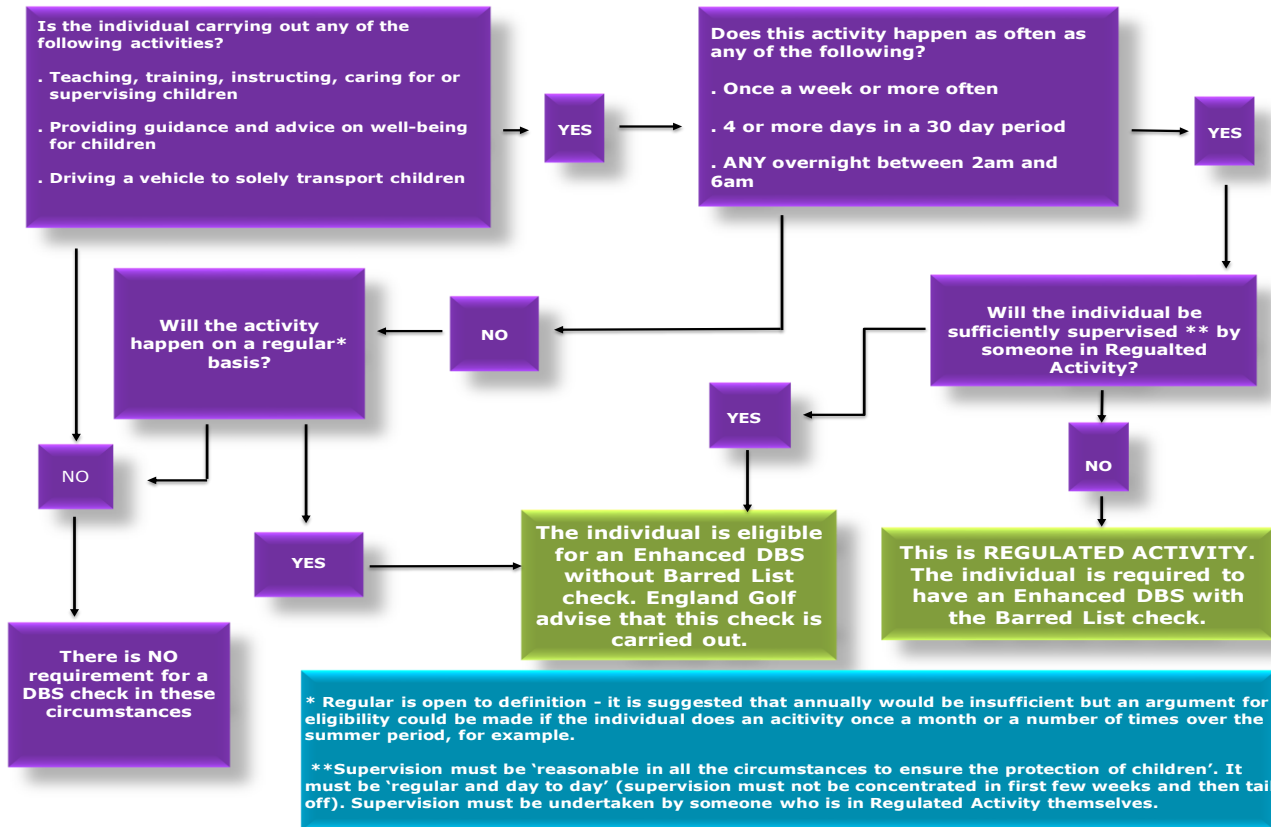 Is the individual carrying out any of the
following activities?
. Teaching, training, instructing, caring for or
supervising children
. Providing guidance and advice on well-being
for children
. Driving a vehicle to solely transport children
YES
Does this activity happen as often as
any of the following?
. Once a week or more often
. 4 or more days in a 30 day period
. ANY overnight between 2am and
6am
YES
Will the activity
happen on a regular*
basis?
NO
Will the individual be
sufficiently supervised ** by
someone in Regualted
Activity?
YES
NO
NO
YES
The individual is eligible
for an Enhanced DBS
without Barred List
check. England Golf
advise that this check is
carried out.
This is REGULATED ACTIVITY.
The individual is required to
have an Enhanced DBS with
the Barred List check.
There is NO
requirement for a
DBS check in these
circumstances
* Regular is open to definition - it is suggested that annually would be insufficient but an argument for
eligibility could be made if the individual does an acitivity once a month or a number of times over the
summer period, for example.
**Supervision must be ‘reasonable in all the circumstances to ensure the protection of children’. It
must be ‘regular and day to day’ (supervision must not be concentrated in first few weeks and then tail
off). Supervision must be undertaken by someone who is in Regulated Activity themselves.